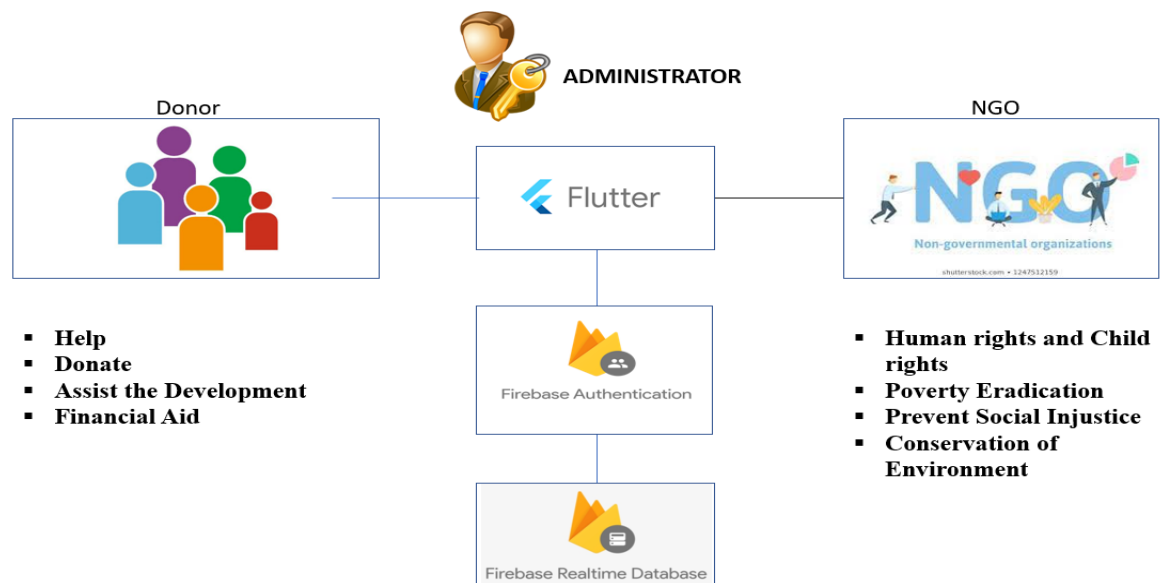 ADMINISTRATOR
Donor
NGO
Flutter
NGO
Non-governmental organizations
shutterstock.com • 1247512159
▪ Help
▪ Donate
▪ Assist the Development
▪ Financial Aid
Firebase Authentication
▪ Human rights and Child
rights
▪ Poverty Eradication
▪ Prevent Social Injustice
▪ Conservation of
Environment
Firebase Realtime Database